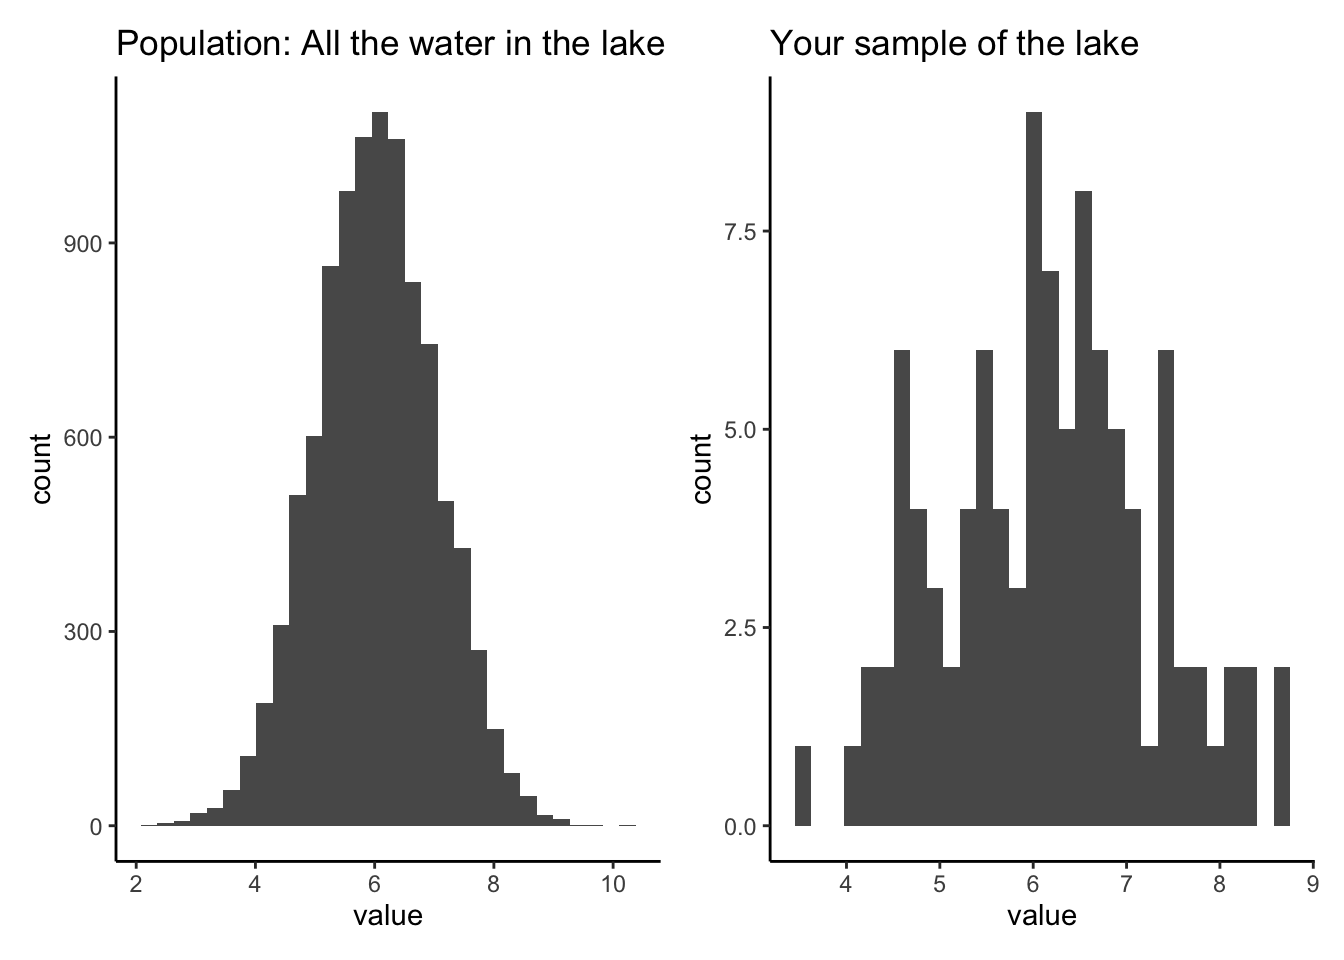 Population: All the water in the lake
900
600
300
0
count
2 4 6 8 10
value
Your sample of the lake
7.5
5.0
2.5
0.0
count
4 5 6 7 8 9
value